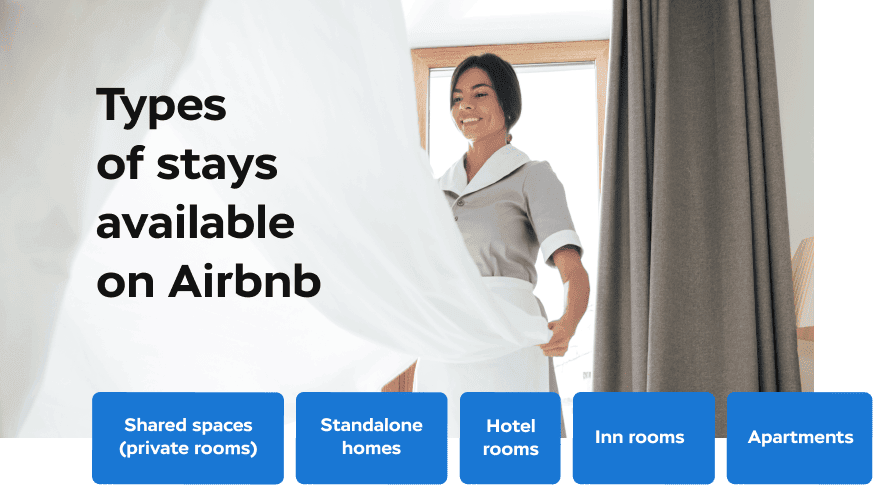 Types
of stays
available
on Airbnb
Shared spaces
(private rooms)
Standalone
homes
Hotel
rooms
Inn rooms
Apartments